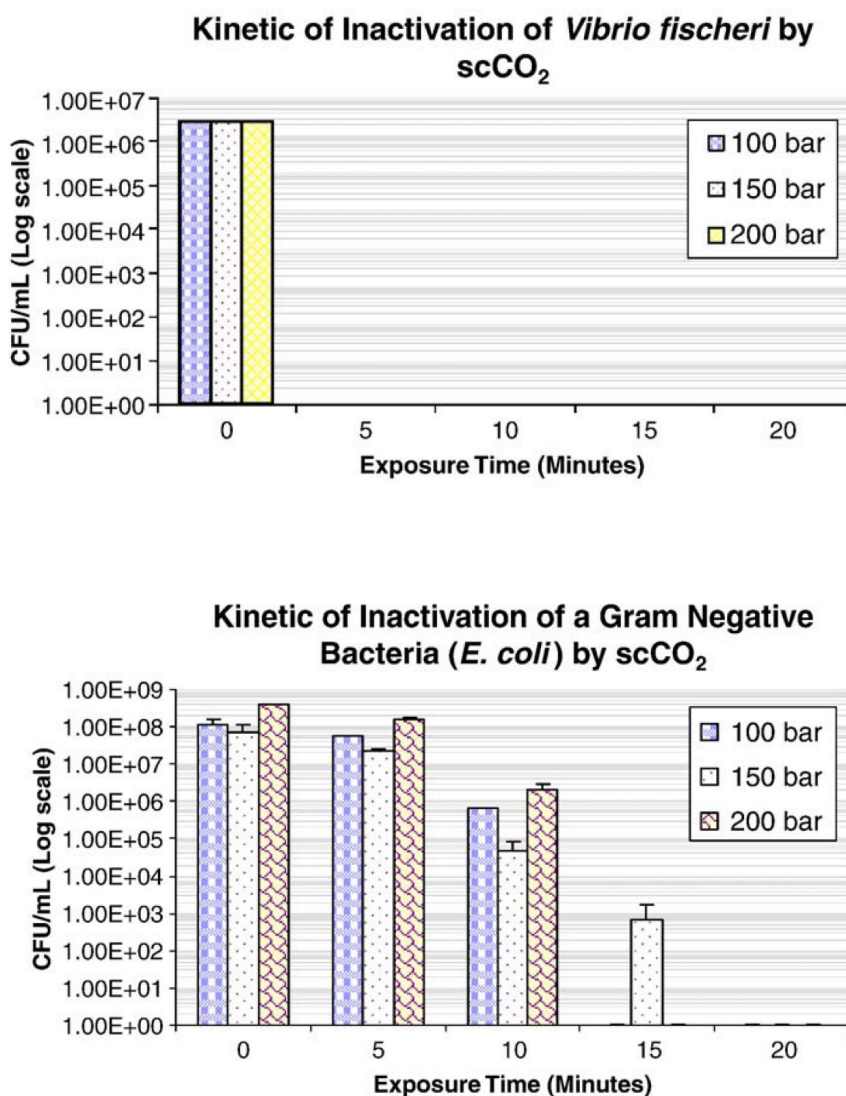 Kinetic of Inactivation of Vibrio fischeri by
scCO₂
CFU/mL (Log scale)
1.00E+07
1.00E+06
1.00E+05
1.00E+04
1.00E+03
1.00E+02
1.00E+01
1.00E+00
100 bar
150 bar
200 bar
0 5 10 15 20
Exposure Time (Minutes)
Kinetic of Inactivation of a Gram Negative
Bacteria (E. coli) by scCO₂
CFU/mL (Log scale)
1.00E+09
1.00E+08
1.00E+07
1.00E+06
1.00E+05
1.00E+04
1.00E+03
1.00E+02
1.00E+01
1.00E+00
100 bar
150 bar
200 bar
0 5 10 15 20
Exposure Time (Minutes)